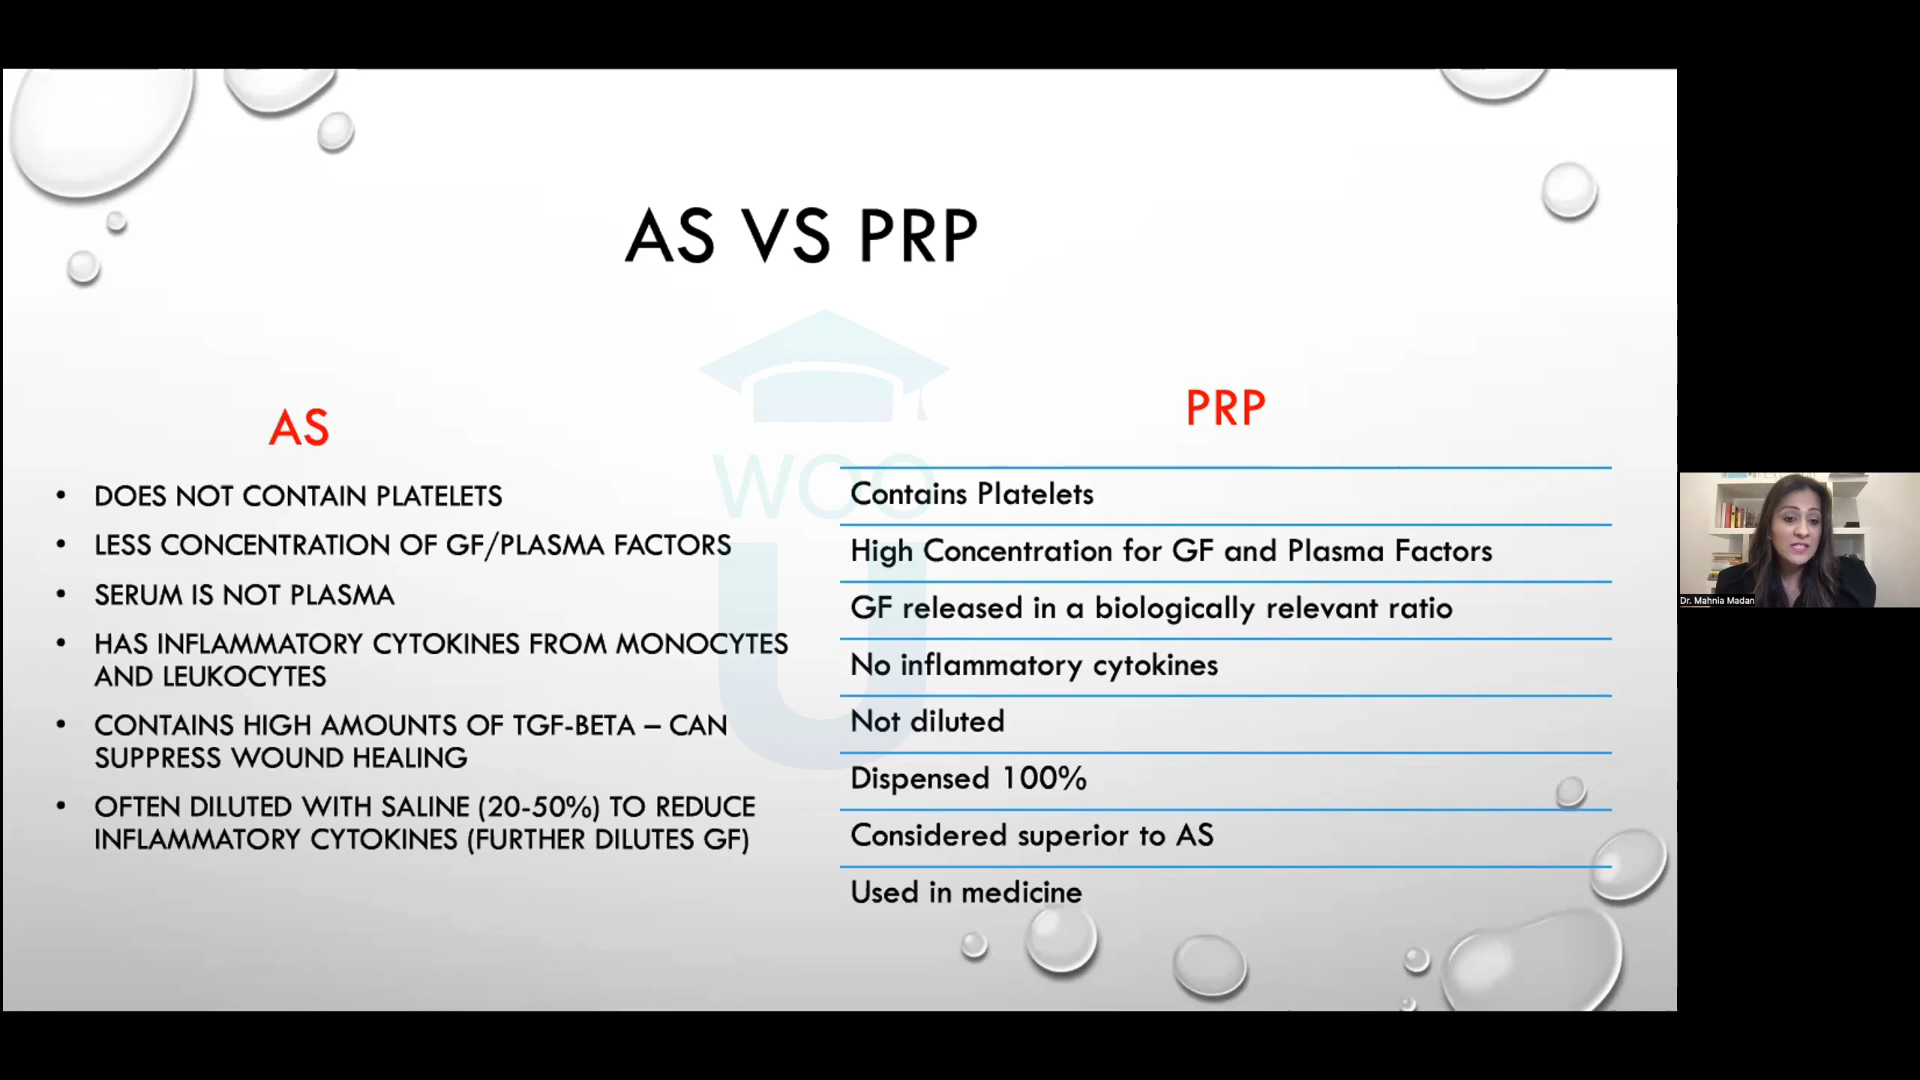 AS VS PRP
AS
• DOES NOT CONTAIN PLATELETS
• LESS CONCENTRATION OF GF/PLASMA FACTORS
• SERUM IS NOT PLASMA
• HAS INFLAMMATORY CYTOKINES FROM MONOCYTES
AND LEUKOCYTES
• CONTAINS HIGH AMOUNTS OF TGF-BETA – CAN
SUPPRESS WOUND HEALING
• OFTEN DILUTED WITH SALINE (20-50%) TO REDUCE
INFLAMMATORY CYTOKINES (FURTHER DILUTES GF)
PRP
Contains Platelets
High Concentration for GF and Plasma Factors
GF released in a biologically relevant ratio
No inflammatory cytokines
Not diluted
Dispensed 100%
Considered superior to AS
Used in medicine
WOO
U
Dr. Mahnia Madan